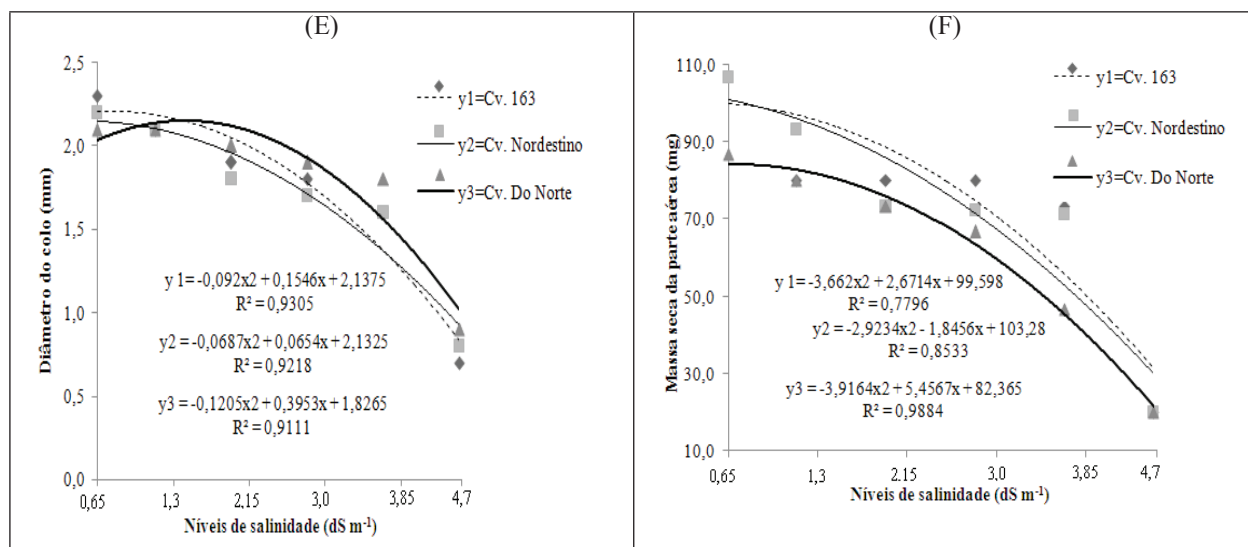 (E)
Diâmetro do colo (mm)
2,5
2,0
1,5
1,0
0,5
0,0
y1=Cv. 163
y2=Cv. Nordestino
y3=Cv. Do Norte
y1= -0,092x2 + 0,1546x + 2,1375
R² = 0,9305
y2= -0,0687x2 + 0,0654x + 2,1325
R² = 0,9218
y3 = -0,1205x2 + 0,3953x + 1,8265
R² = 0,9111
0,65 1,3 2,15 3,0 3,85 4,7
Níveis de salinidade (dS m⁻¹)
(F)
Massa seca da parte aérea (mg)
110,0
90,0
70,0
50,0
30,0
10,0
y1=Cv. 163
y2=Cv. Nordestino
y3=Cv. Do Norte
y1= -3,662x2 + 2,6714x + 99,598
R² = 0,7796
y2= -2,9234x2 - 1,8456x + 103,28
R² = 0,8533
y3= -3,9164x2 + 5,4567x + 82,365
R² = 0,9884
0,65 1,3 2,15 3,0 3,85 4,7
Níveis de salinidade (dS m⁻¹)